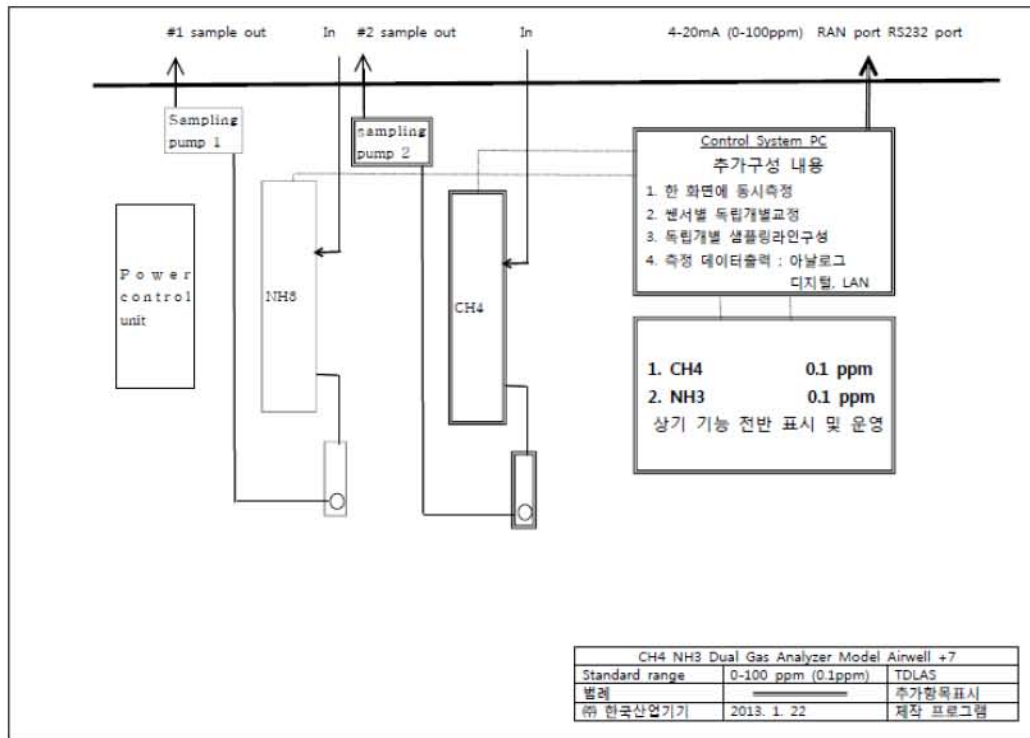 #1 sample out In #2 sample out In 4-20mA (0-100ppm) RAN port RS232 port
Sampling
pump 1
sampling
pump 2
Control System PC
추가구성 내용
1. 한 화면에 동시측정
2. 쎈서별 독립개별교정
3. 독립개별 샘플링라인구성
4. 측정 데이터출력 : 아날로그
디지털, LAN
Power
control
unit
NH3
CH4
1. CH4 0.1 ppm
2. NH3 0.1 ppm
상기 기능 전반 표시 및 운영
CH4 NH3 Dual Gas Analyzer Model Airwell +7
Standard range 0-100 ppm (0.1ppm) TDLAS
범례 추가항목표시
㈜ 한국산업기기 2013. 1. 22 제작 프로그램